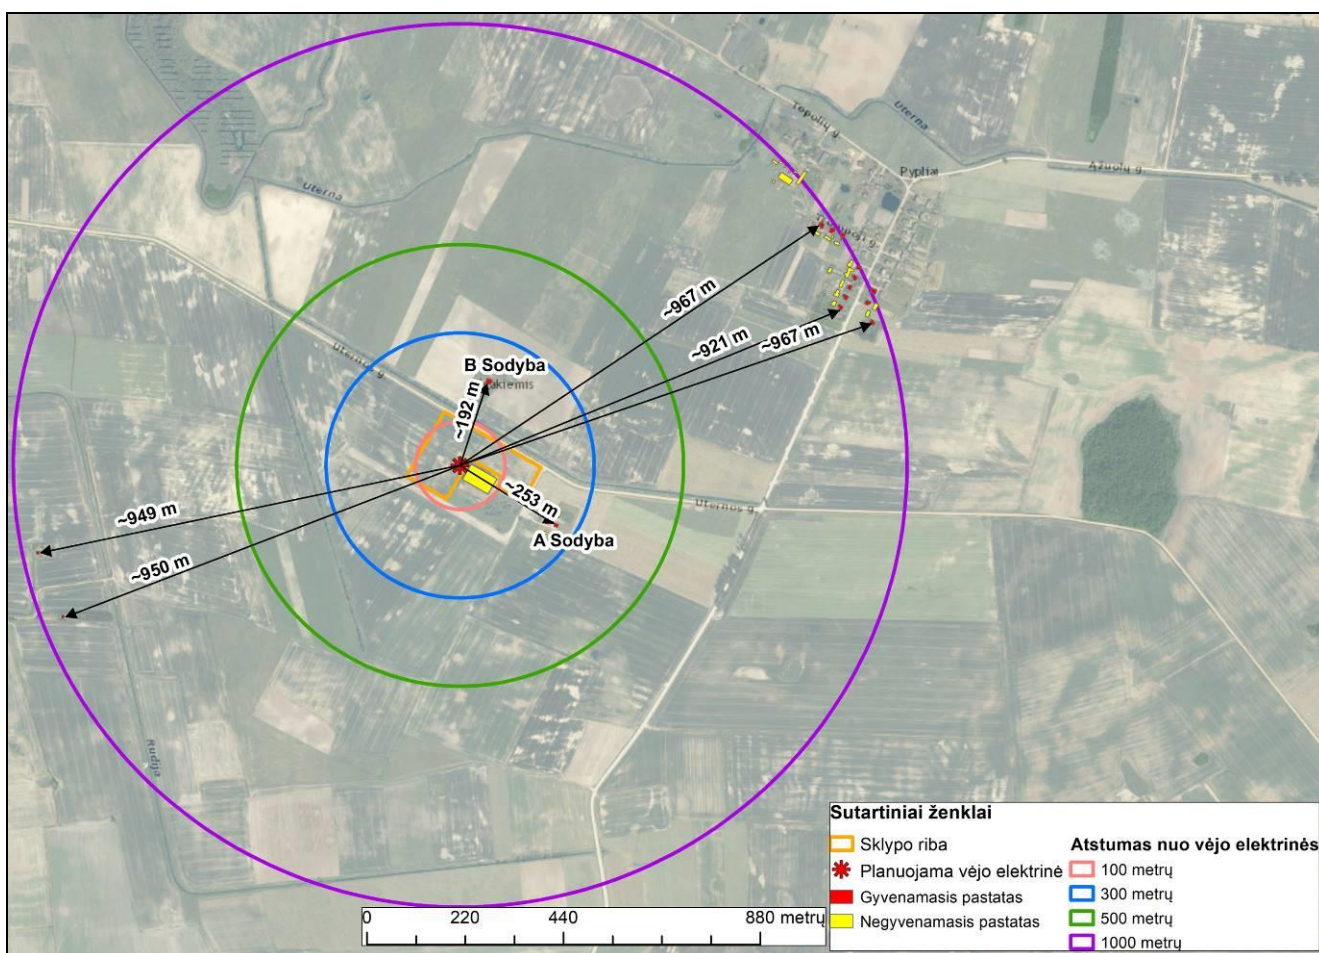 Topolių g.
Uterna
Pypliai
Ąžuolų g.
Uterna
~967 m
~921 m
~967 m
Uternos g.
B Sodyba
~192 m
~253 m
Uternos g.
A Sodyba
~949 m
~950 m
Rudija
Sutartiniai ženklai
Sklypo riba
Planuojama vėjo elektrinė
Gyvenamasis pastatas
Negyvenamasis pastatas
Atstumas nuo vėjo elektrinės
100 metrų
300 metrų
500 metrų
1000 metrų
0 220 440 880 metrų